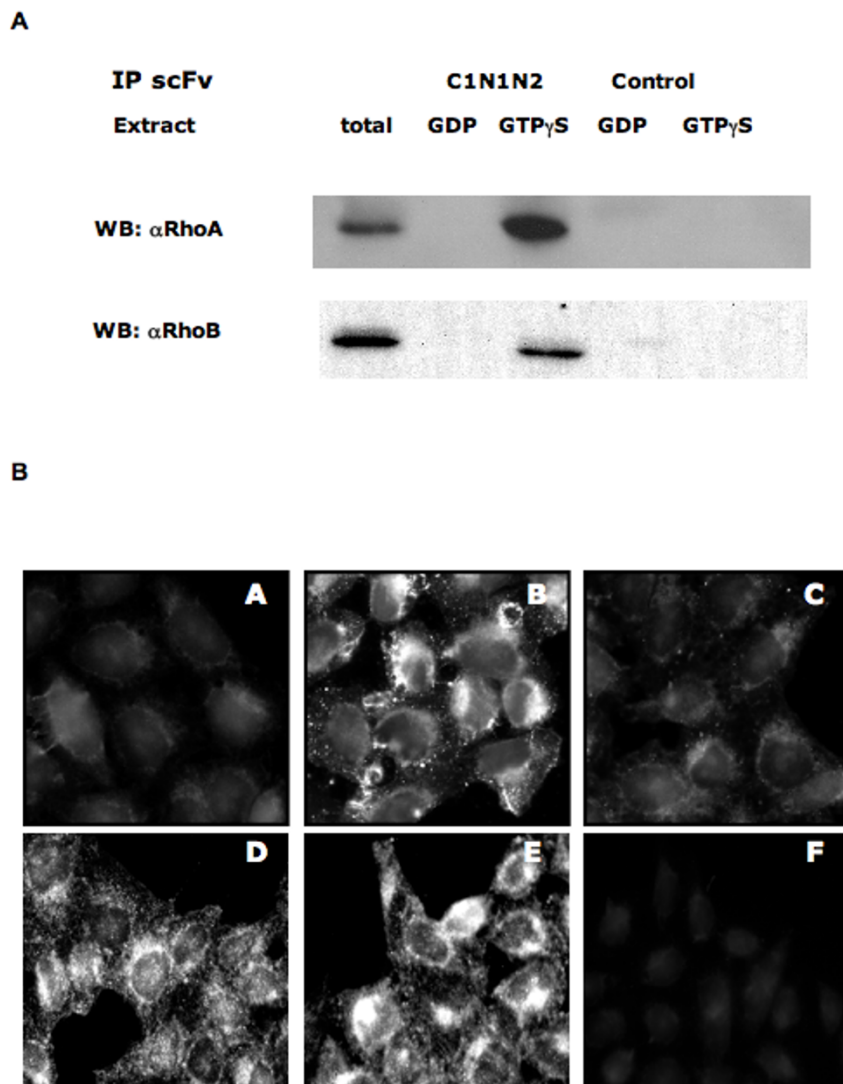 A
IP scFv C1N1N2 Control
Extract total GDP GTPγS GDP GTPγS
WB: αRhoA
WB: αRhoB
B
A B C
D E F